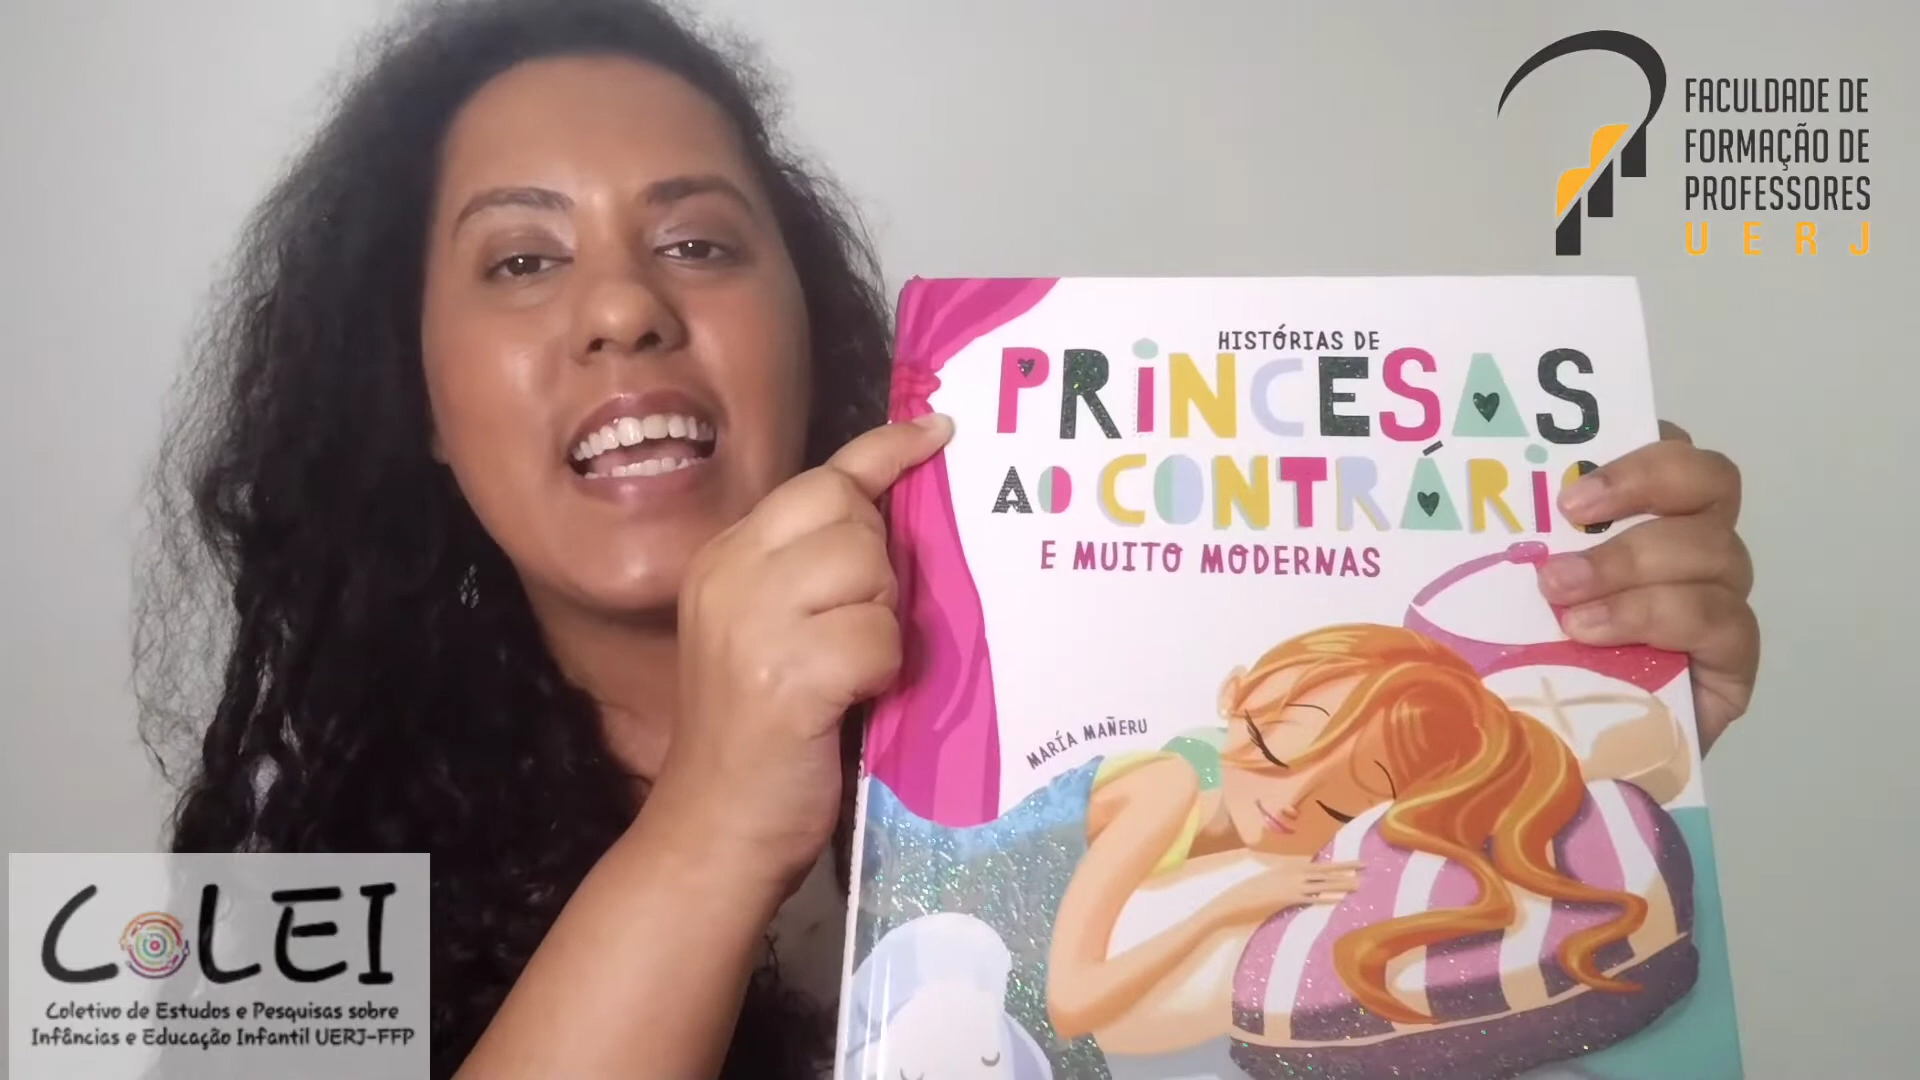 FACULDADE DE
FORMAÇÃO DE
PROFESSORES
UERJ
HISTÓRIAS DE
PRINCESAS
AO CONTRÁRIO
E MUITO MODERNAS
MARÍA MAÑERU
COLEI
Coletivo de Estudos e Pesquisas sobre
Infâncias e Educação Infantil UERJ-FFP